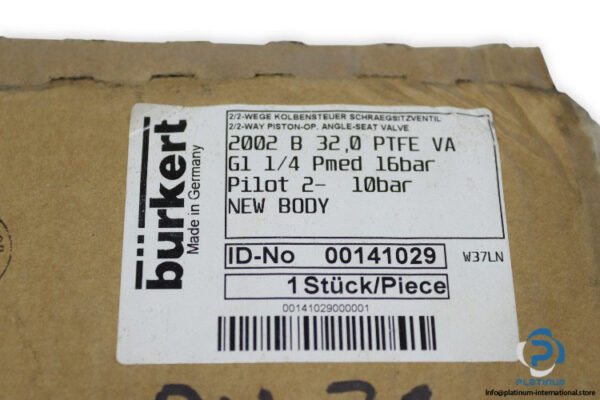 bürkert
Made in Germany
2/2-WEGE KOLBENSTEUER SCHRAEGSITZVENTIL
2/2-WAY PISTON-OP. ANGLE-SEAT VALVE
2002 B 32,0 PTFE VA
G1 1/4 Pmed 16bar
Pilot 2- 10bar
NEW BODY
ID-No 00141029
W37LN
1 Stück/Piece
00141029000001
PLATINUM
info@platinum-international.store